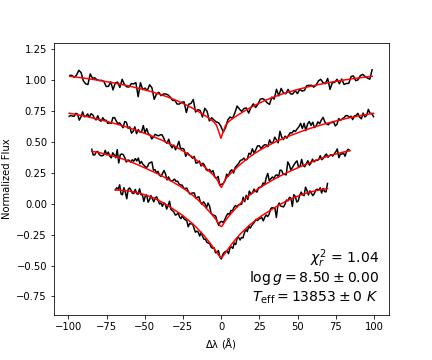 1.25
1.00
0.75
0.50
0.25
0.00
−0.25
−0.50
−0.75
Normalized Flux
χ²ᵣ = 1.04
log g = 8.50 ± 0.00
T_eff = 13853 ± 0 K
−100 −75 −50 −25 0 25 50 75 100
Δλ (Å)